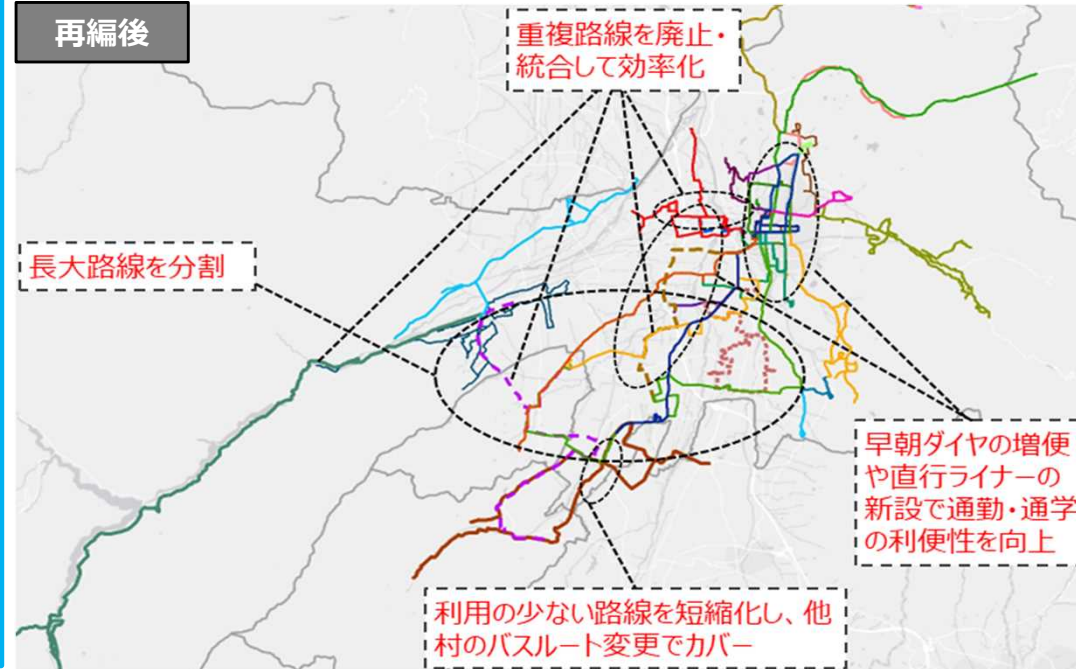 再編後
重複路線を廃止・
統合して効率化
長大路線を分割
早朝ダイヤの増便
や直行ライナーの
新設で通勤・通学
の利便性を向上
利用の少ない路線を短縮化し、他
村のバスルート変更でカバー